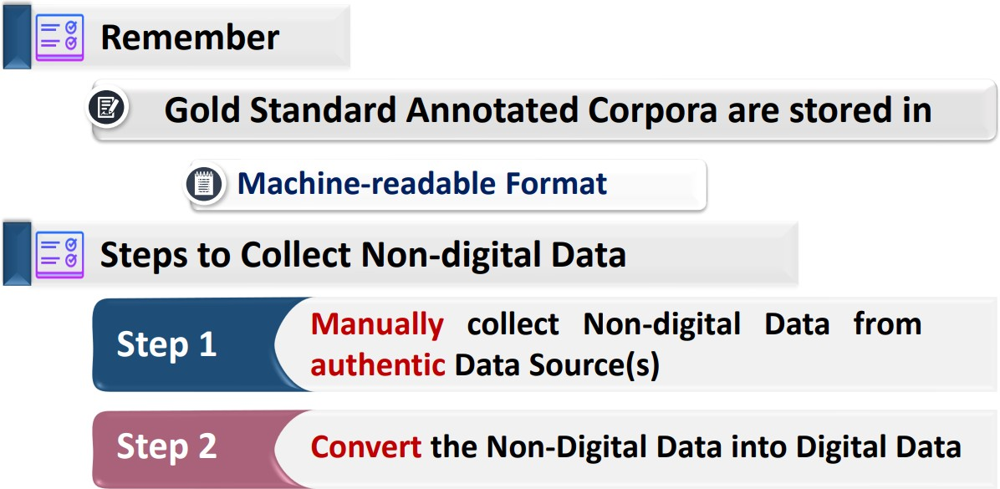 Remember
Gold Standard Annotated Corpora are stored in
Machine-readable Format
Steps to Collect Non-digital Data
Step 1
Manually collect Non-digital Data from
authentic Data Source(s)
Step 2
Convert the Non-Digital Data into Digital Data